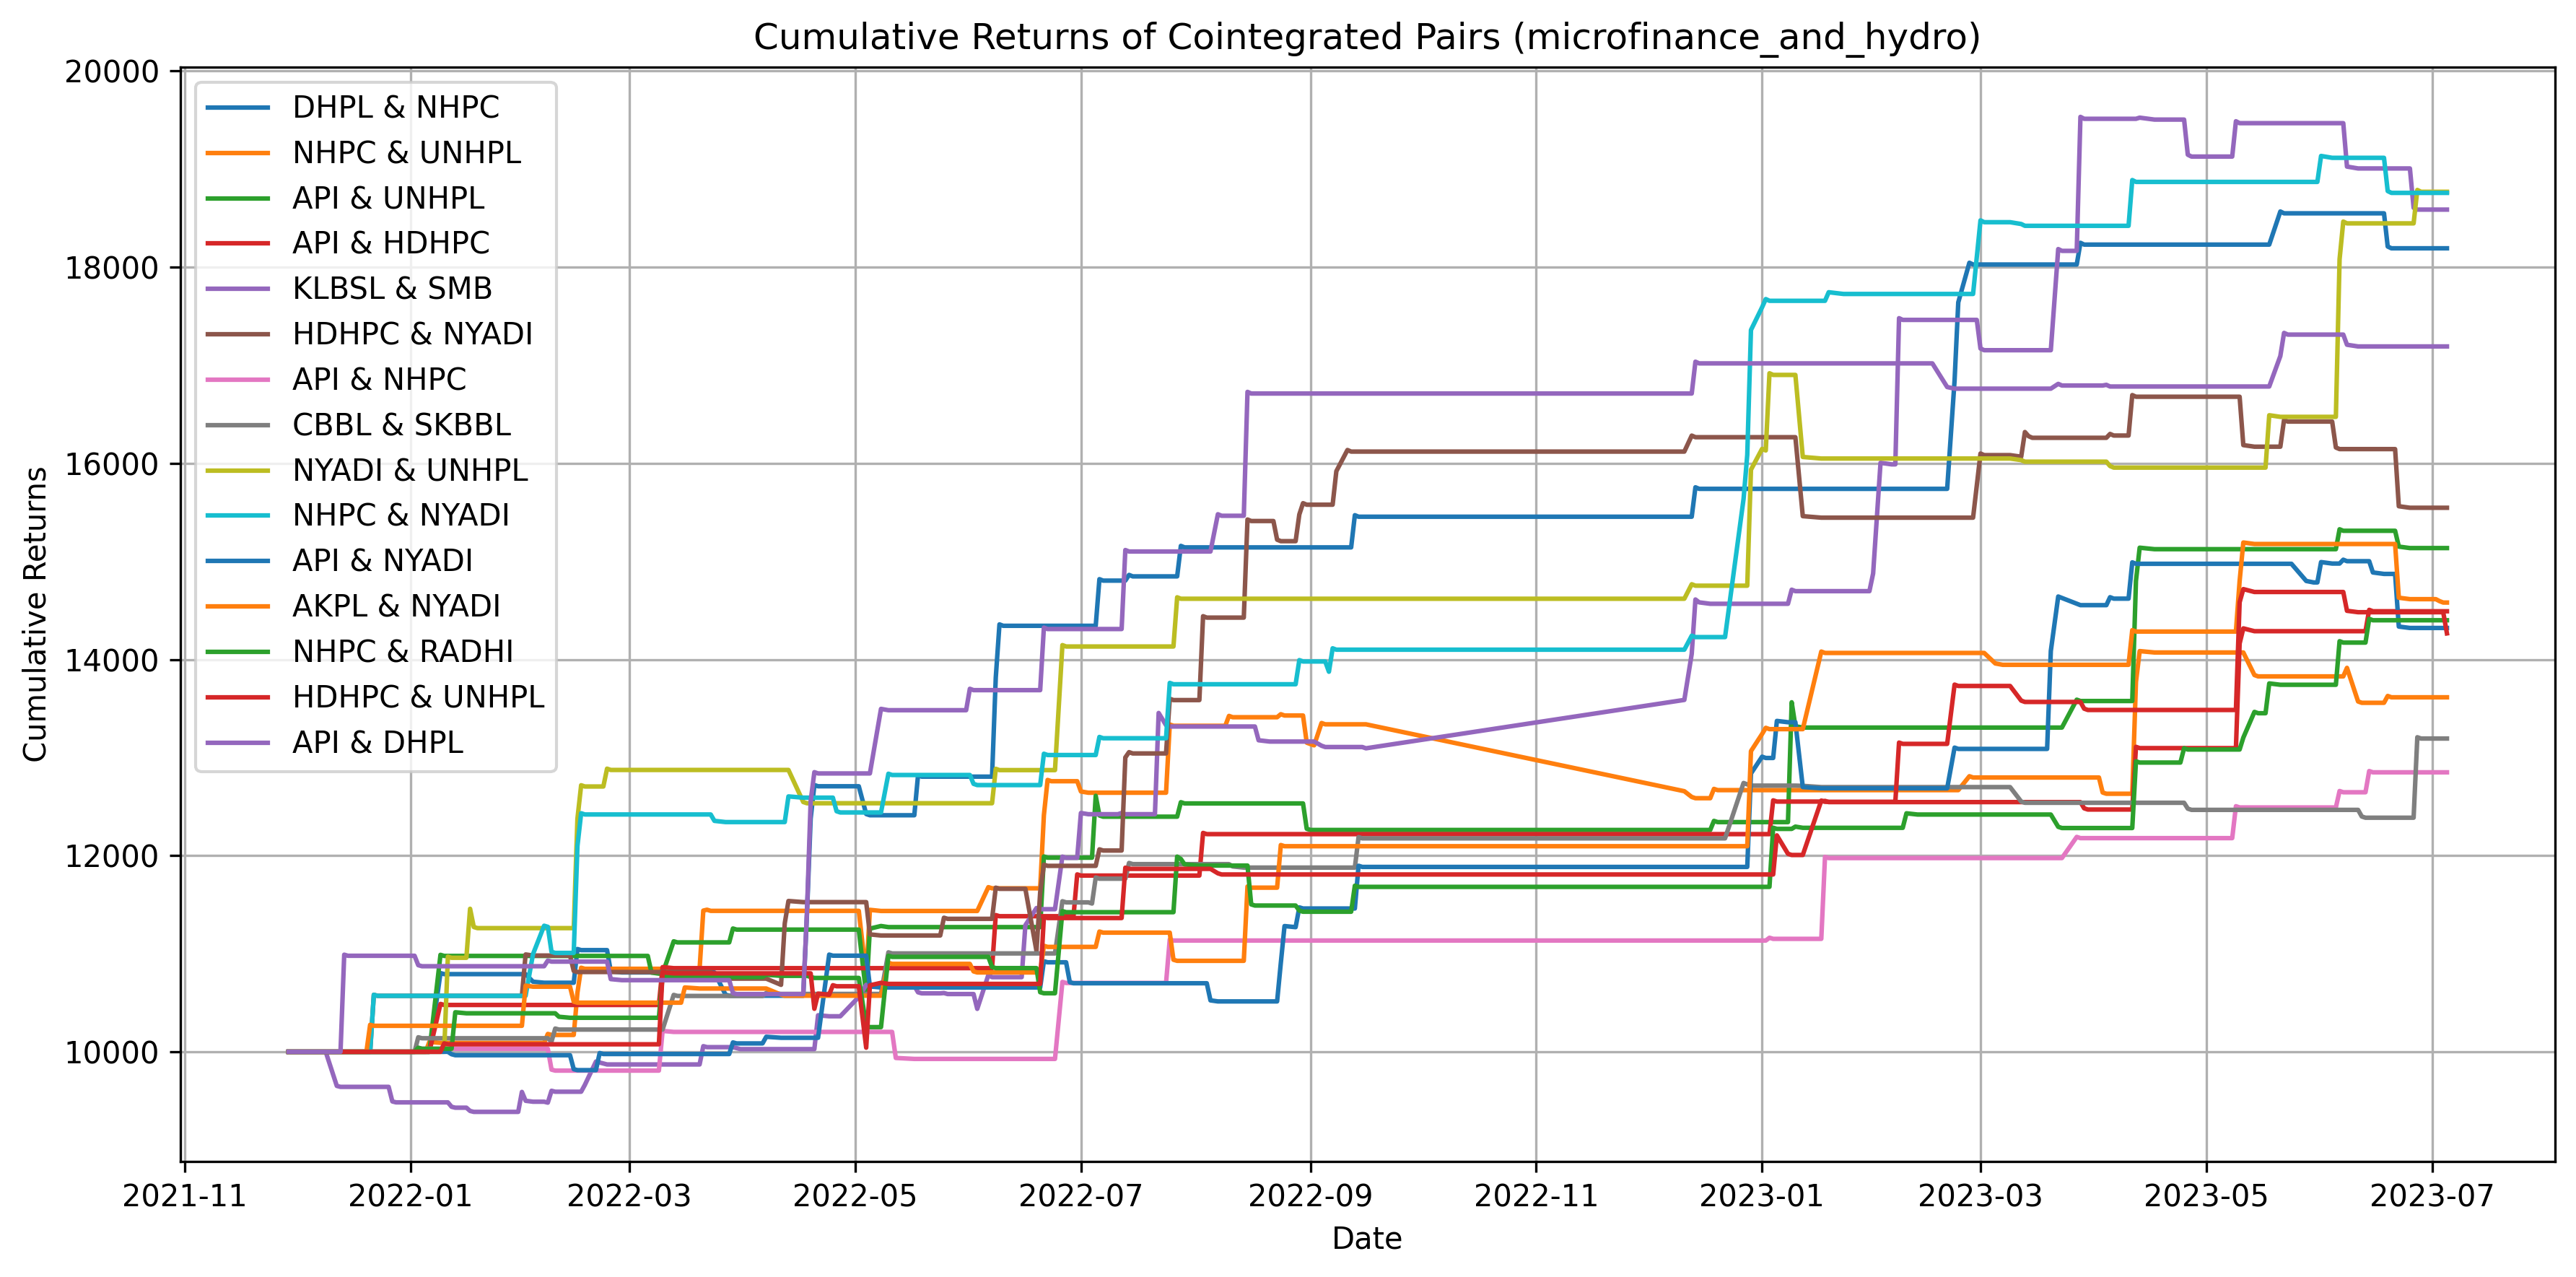 Cumulative Returns of Cointegrated Pairs (microfinance_and_hydro)
20000
18000
16000
14000
12000
10000
Cumulative Returns
DHPL & NHPC
NHPC & UNHPL
API & UNHPL
API & HDHPC
KLBSL & SMB
HDHPC & NYADI
API & NHPC
CBBL & SKBBL
NYADI & UNHPL
NHPC & NYADI
API & NYADI
AKPL & NYADI
NHPC & RADHI
HDHPC & UNHPL
API & DHPL
2021-11 2022-01 2022-03 2022-05 2022-07 2022-09 2022-11 2023-01 2023-03 2023-05 2023-07
Date